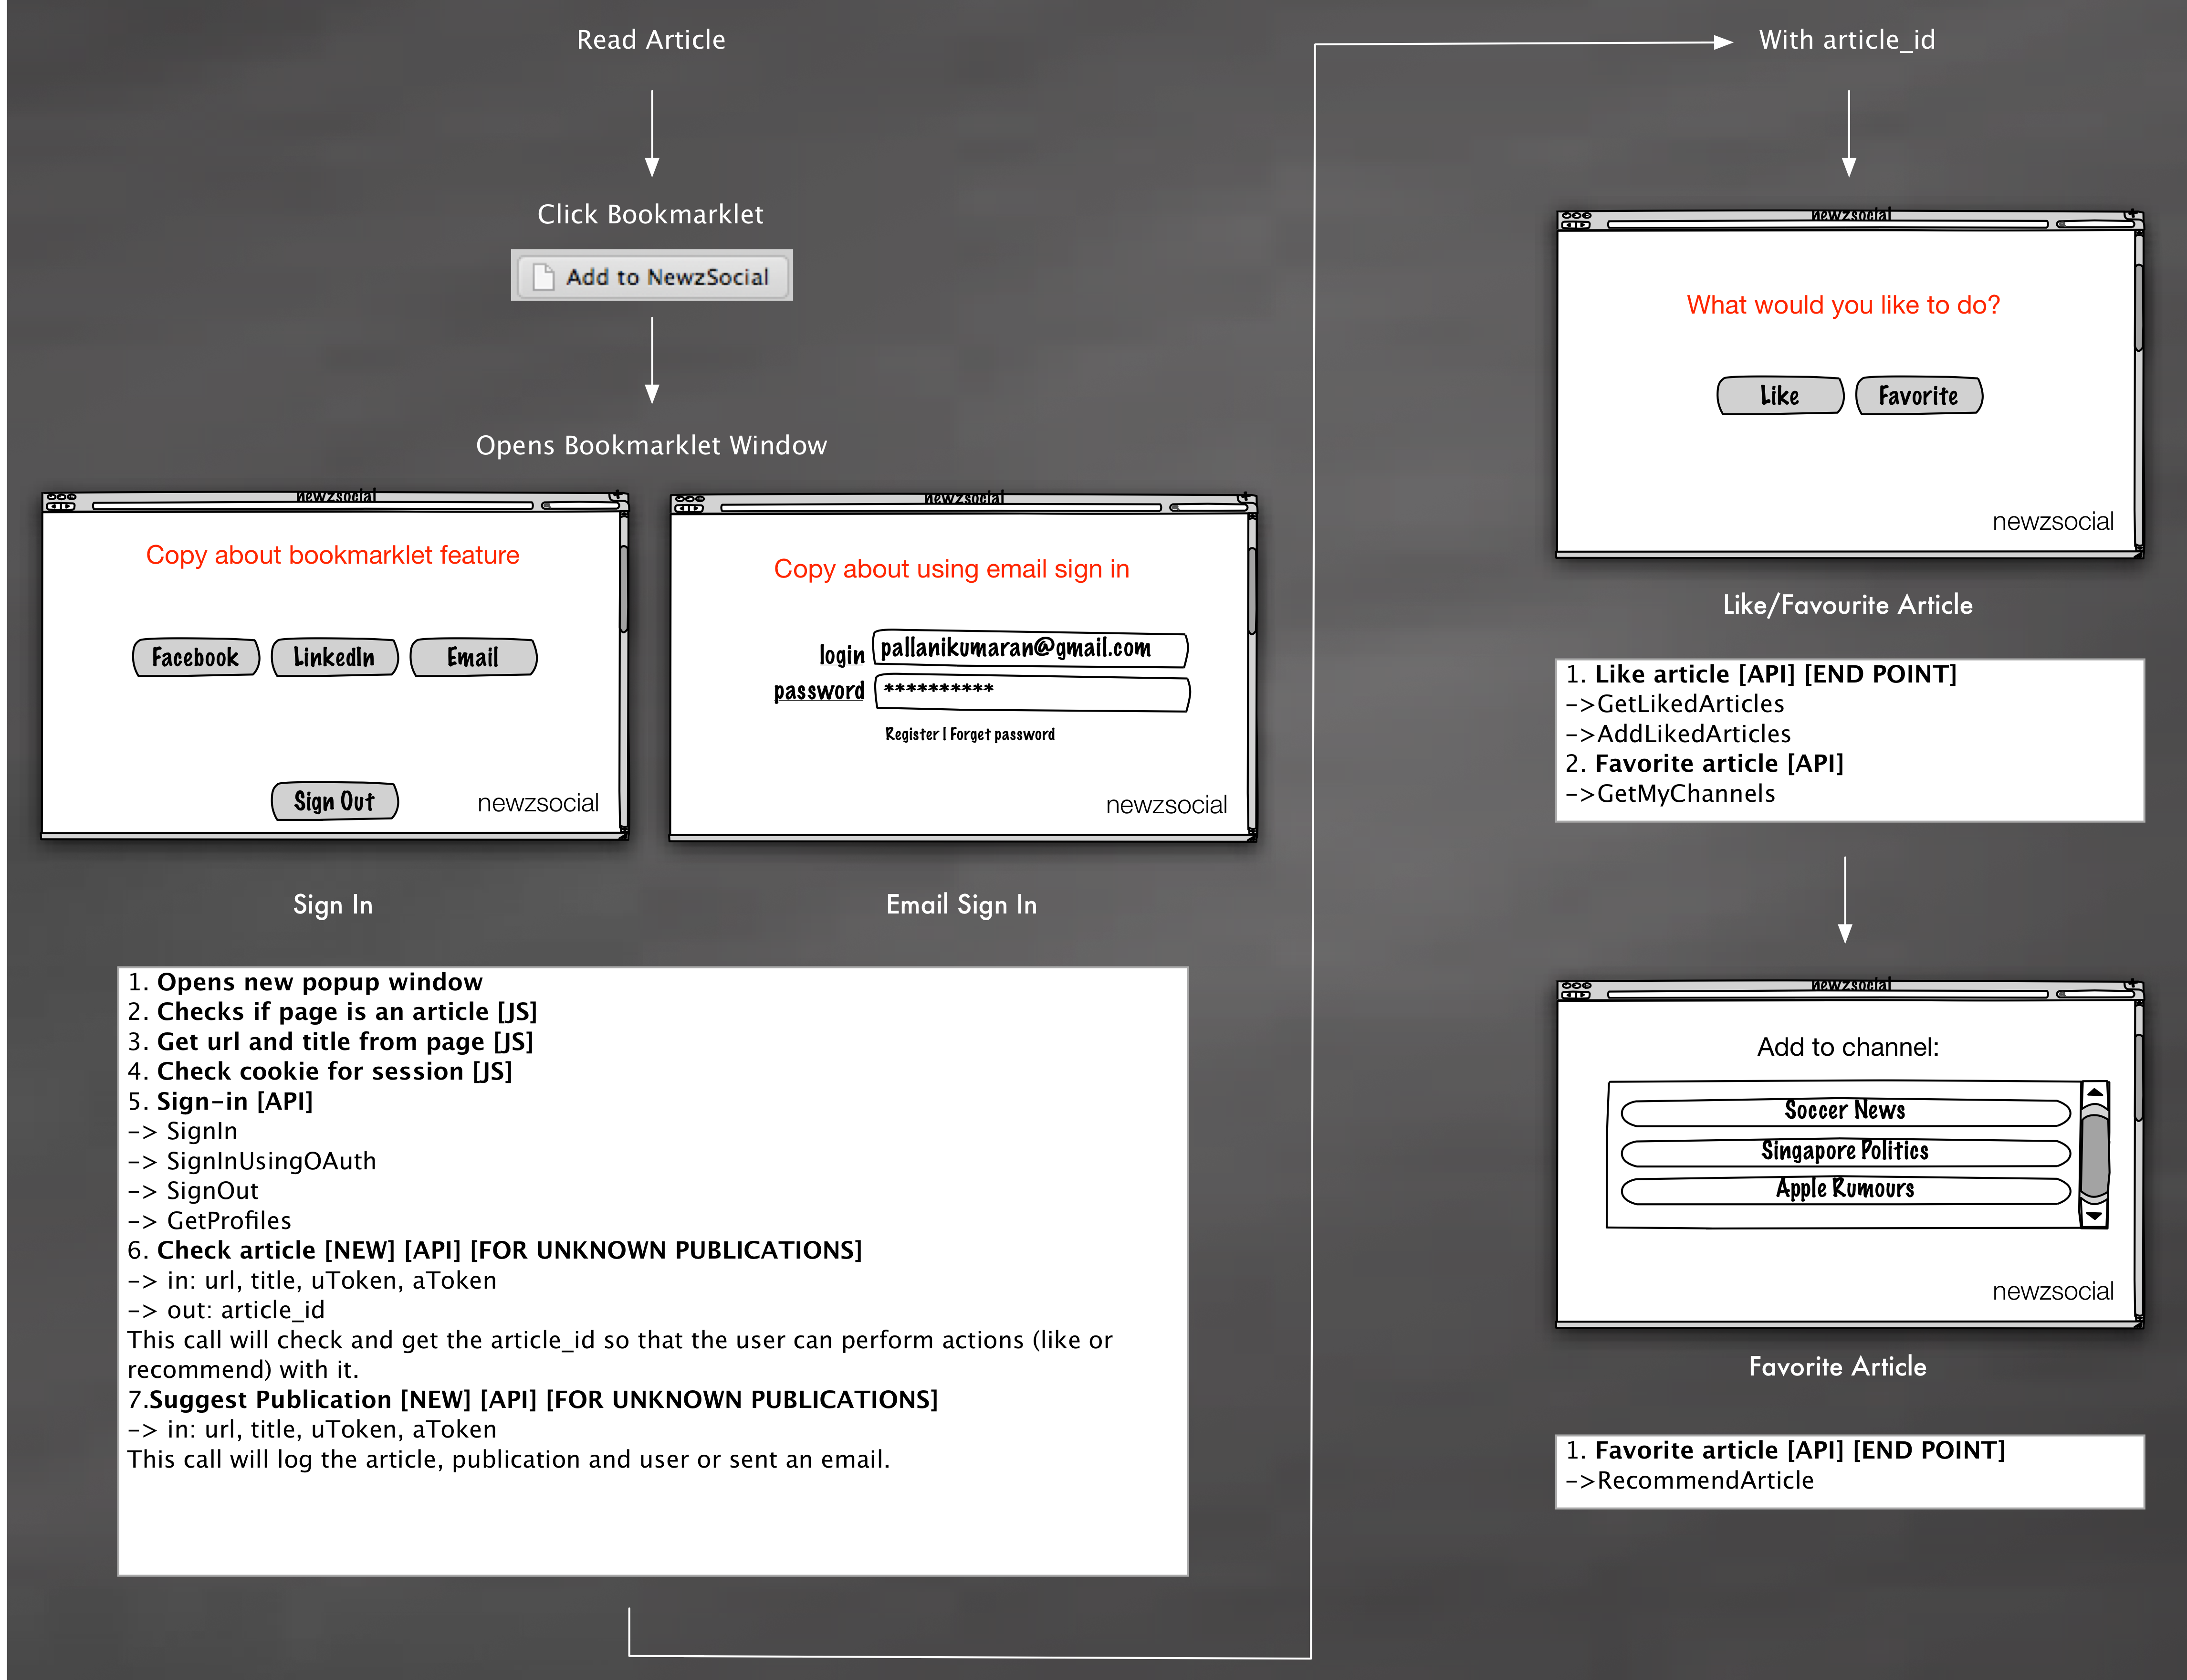 Read Article
Click Bookmarklet
Add to NewzSocial
Opens Bookmarklet Window
newzsocial
Copy about bookmarklet feature
Facebook LinkedIn Email
Sign Out
newzsocial
Sign In
newzsocial
Copy about using email sign in
login pallanikumaran@gmail.com
password **********
Register | Forget password
newzsocial
Email Sign In
1. Opens new popup window
2. Checks if page is an article [JS]
3. Get url and title from page [JS]
4. Check cookie for session [JS]
5. Sign-in [API]
-> SignIn
-> SignInUsingOAuth
-> SignOut
-> GetProfiles
6. Check article [NEW] [API] [FOR UNKNOWN PUBLICATIONS]
-> in: url, title, uToken, aToken
-> out: article_id
This call will check and get the article_id so that the user can perform actions (like or
recommend) with it.
7.Suggest Publication [NEW] [API] [FOR UNKNOWN PUBLICATIONS]
-> in: url, title, uToken, aToken
This call will log the article, publication and user or sent an email.
With article_id
newzsocial
What would you like to do?
Like Favorite
newzsocial
Like/Favourite Article
1. Like article [API] [END POINT]
->GetLikedArticles
->AddLikedArticles
2. Favorite article [API]
->GetMyChannels
newzsocial
Add to channel:
Soccer News
Singapore Politics
Apple Rumours
newzsocial
Favorite Article
1. Favorite article [API] [END POINT]
->RecommendArticle